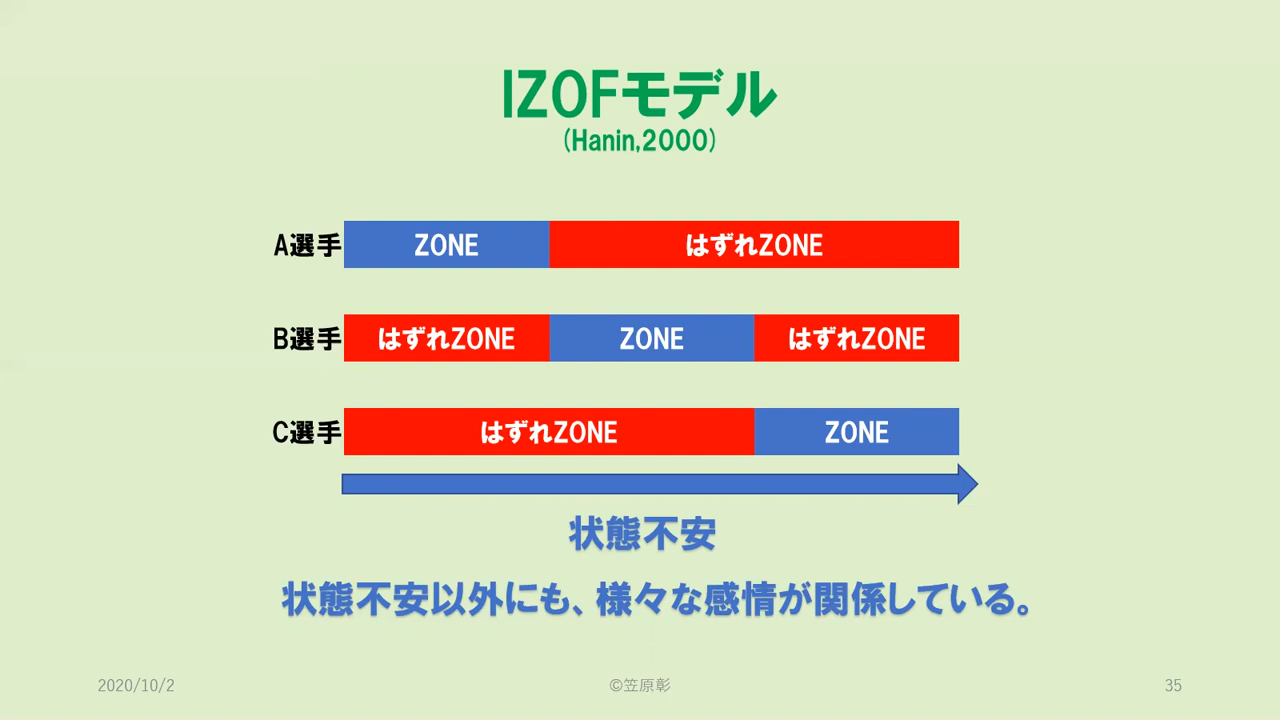 IZOFモデル
(Hanin,2000)
A選手 ZONE はずれZONE
B選手 はずれZONE ZONE はずれZONE
C選手 はずれZONE ZONE
状態不安
状態不安以外にも、様々な感情が関係している。
2020/10/2 ©笠原彰 35